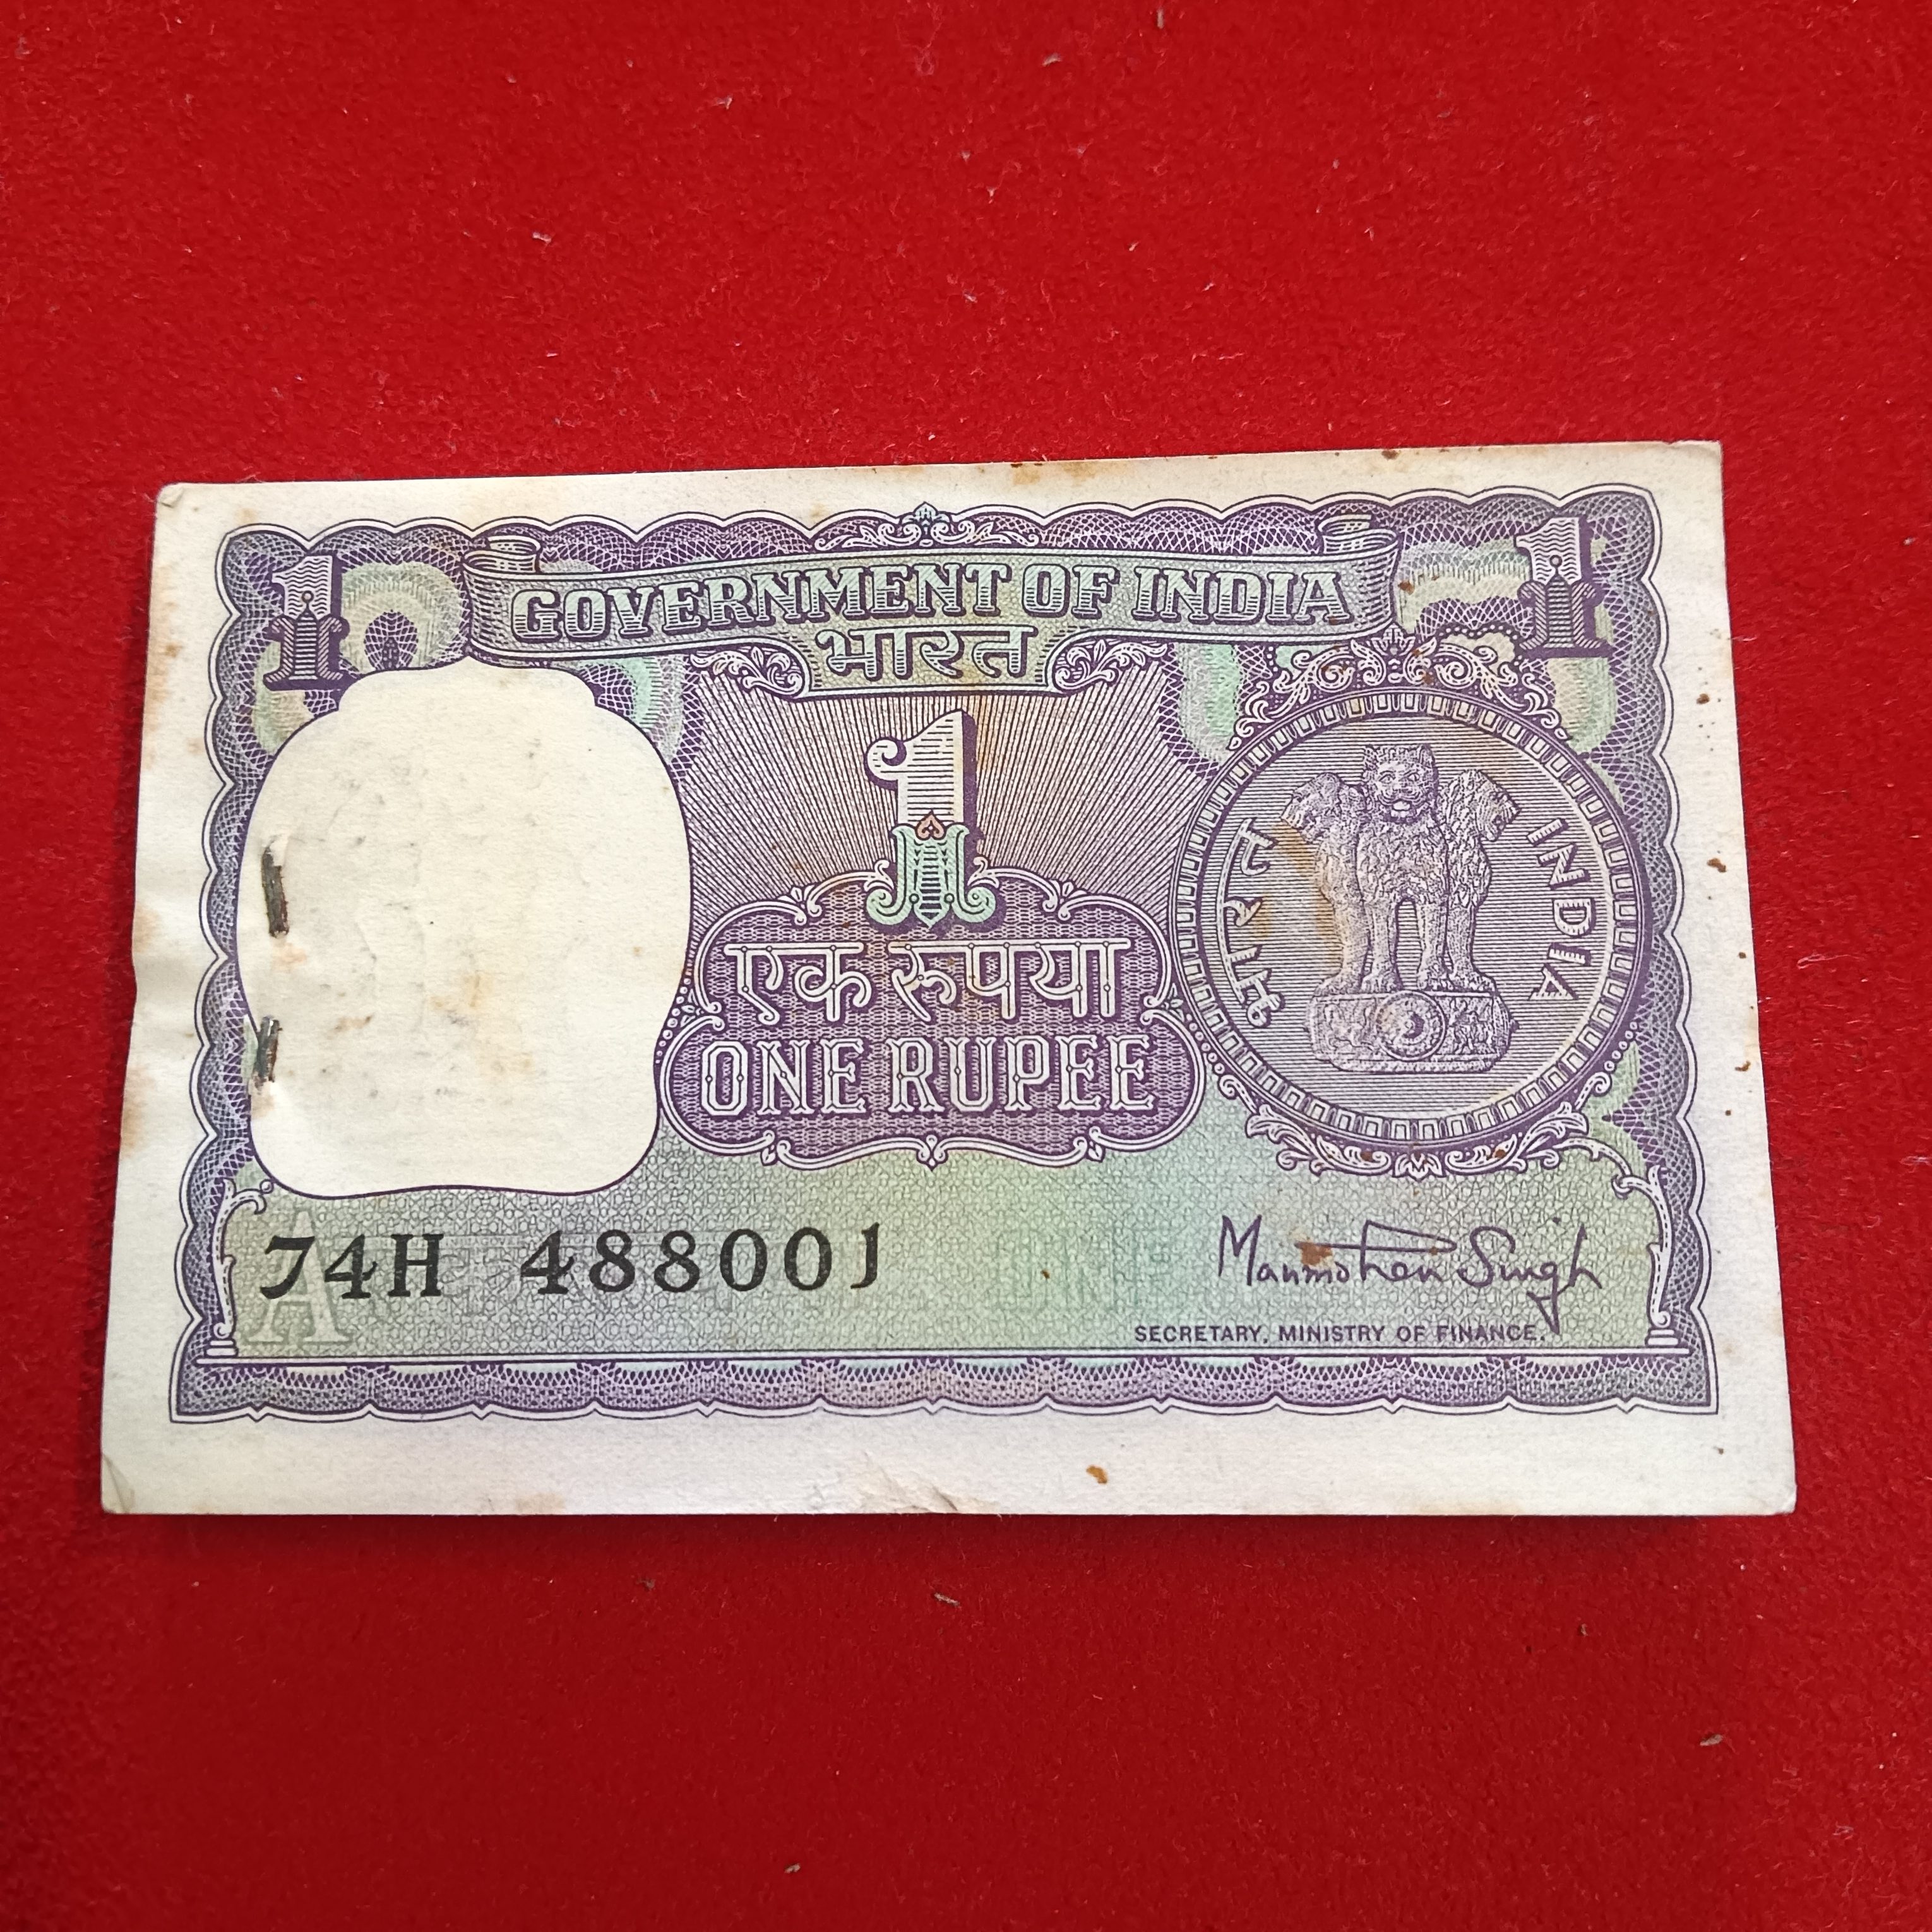 1 GOVERNMENT OF INDIA 1
भारत
1
भारत INDIA
एक रुपया
ONE RUPEE
A
74H 488001
Manmohan Singh
SECRETARY, MINISTRY OF FINANCE.